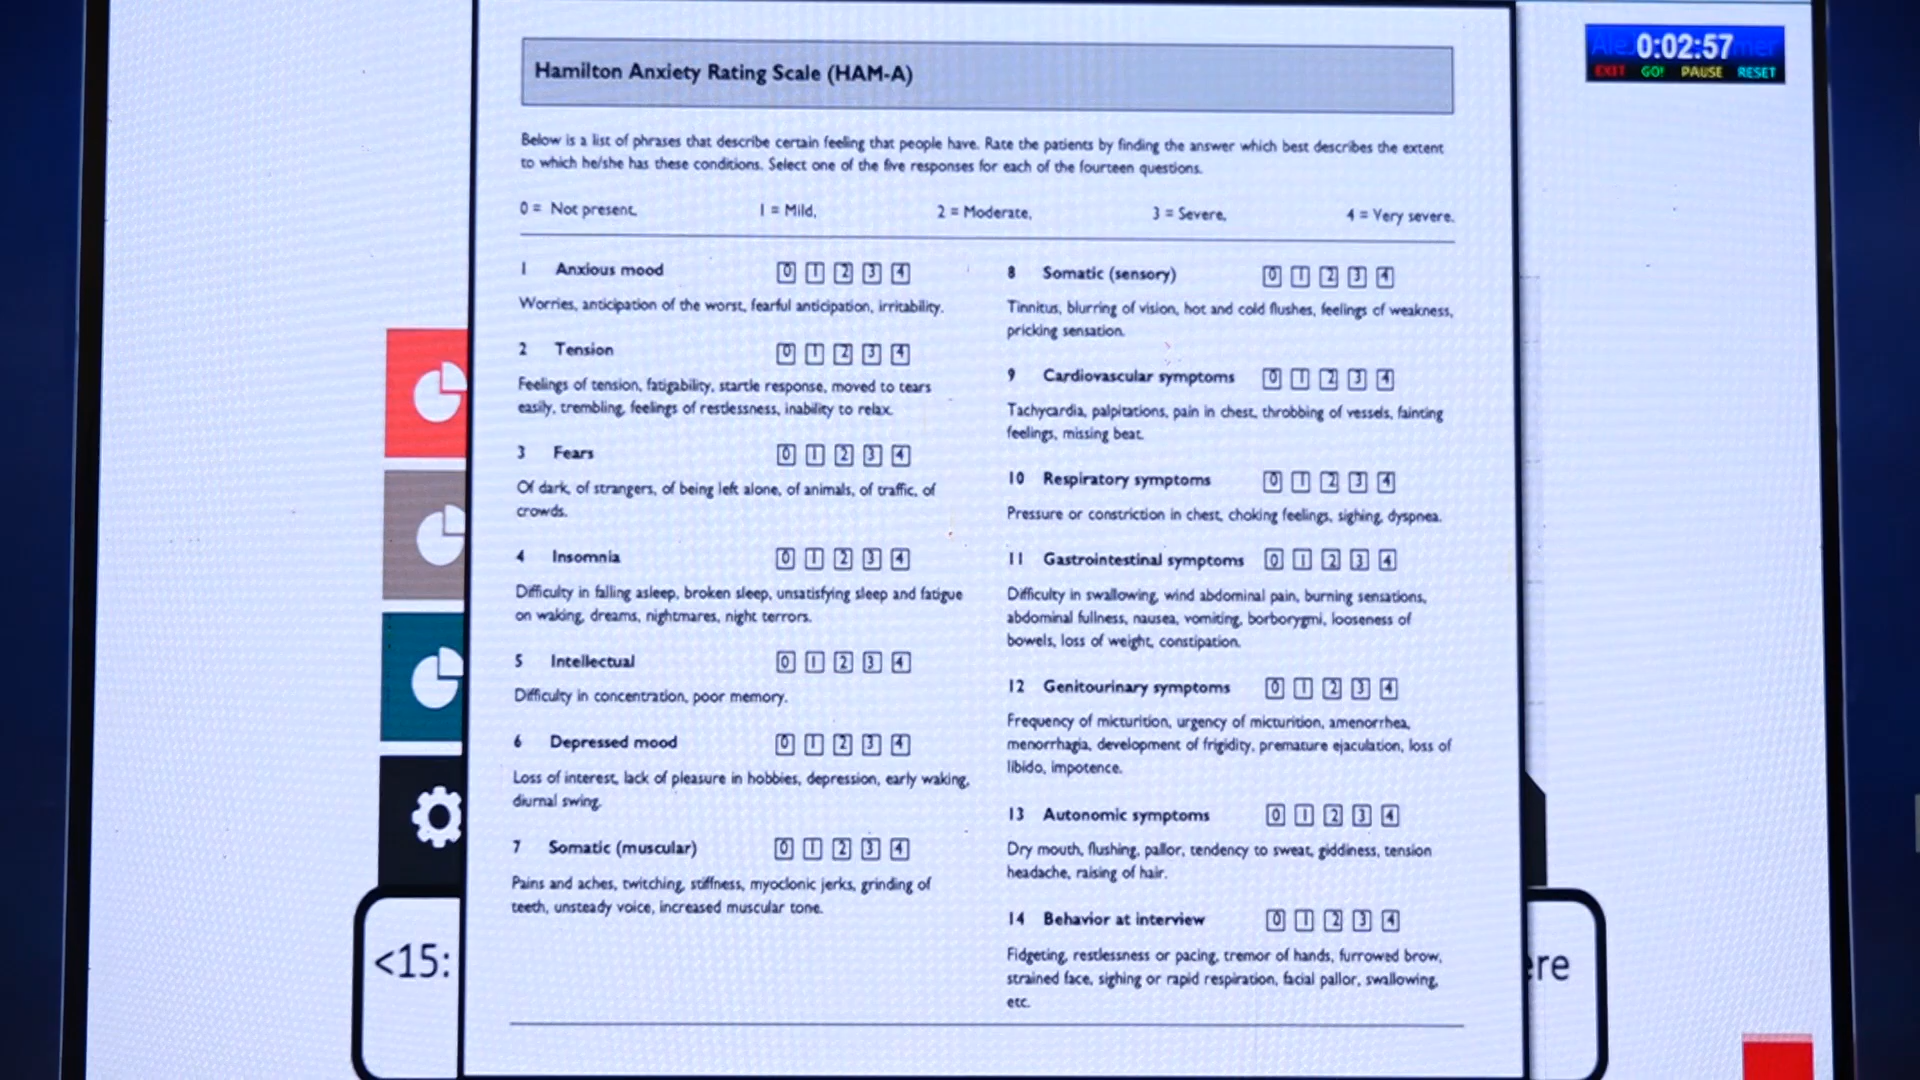 0:02:57
EXIT GO! PAUSE RESET
Hamilton Anxiety Rating Scale (HAM-A)
Below is a list of phrases that describe certain feeling that people have. Rate the patients by finding the answer which best describes the extent
to which he/she has these conditions. Select one of the five responses for each of the fourteen questions.
0 = Not present, 1 = Mild, 2 = Moderate, 3 = Severe, 4 = Very severe.
1 Anxious mood 0 1 2 3 4
Worries, anticipation of the worst, fearful anticipation, irritability.
2 Tension 0 1 2 3 4
Feelings of tension, fatigability, startle response, moved to tears
easily, trembling, feelings of restlessness, inability to relax.
3 Fears 0 1 2 3 4
Of dark, of strangers, of being left alone, of animals, of traffic, of
crowds.
4 Insomnia 0 1 2 3 4
Difficulty in falling asleep, broken sleep, unsatisfying sleep and fatigue
on waking, dreams, nightmares, night terrors.
5 Intellectual 0 1 2 3 4
Difficulty in concentration, poor memory.
6 Depressed mood 0 1 2 3 4
Loss of interest, lack of pleasure in hobbies, depression, early waking,
diurnal swing.
7 Somatic (muscular) 0 1 2 3 4
Pains and aches, twitching, stiffness, myoclonic jerks, grinding of
teeth, unsteady voice, increased muscular tone.
8 Somatic (sensory) 0 1 2 3 4
Tinnitus, blurring of vision, hot and cold flushes, feelings of weakness,
pricking sensation.
9 Cardiovascular symptoms 0 1 2 3 4
Tachycardia, palpitations, pain in chest, throbbing of vessels, fainting
feelings, missing beat.
10 Respiratory symptoms 0 1 2 3 4
Pressure or constriction in chest, choking feelings, sighing, dyspnea.
11 Gastrointestinal symptoms 0 1 2 3 4
Difficulty in swallowing, wind abdominal pain, burning sensations,
abdominal fullness, nausea, vomiting, borborygmi, looseness of
bowels, loss of weight, constipation.
12 Genitourinary symptoms 0 1 2 3 4
Frequency of micturition, urgency of micturition, amenorrhea,
menorrhagia, development of frigidity, premature ejaculation, loss of
libido, impotence.
13 Autonomic symptoms 0 1 2 3 4
Dry mouth, flushing, pallor, tendency to sweat, giddiness, tension
headache, raising of hair.
14 Behavior at interview 0 1 2 3 4
Fidgeting, restlessness or pacing, tremor of hands, furrowed brow,
strained face, sighing or rapid respiration, facial pallor, swallowing,
etc.
<15:
ere